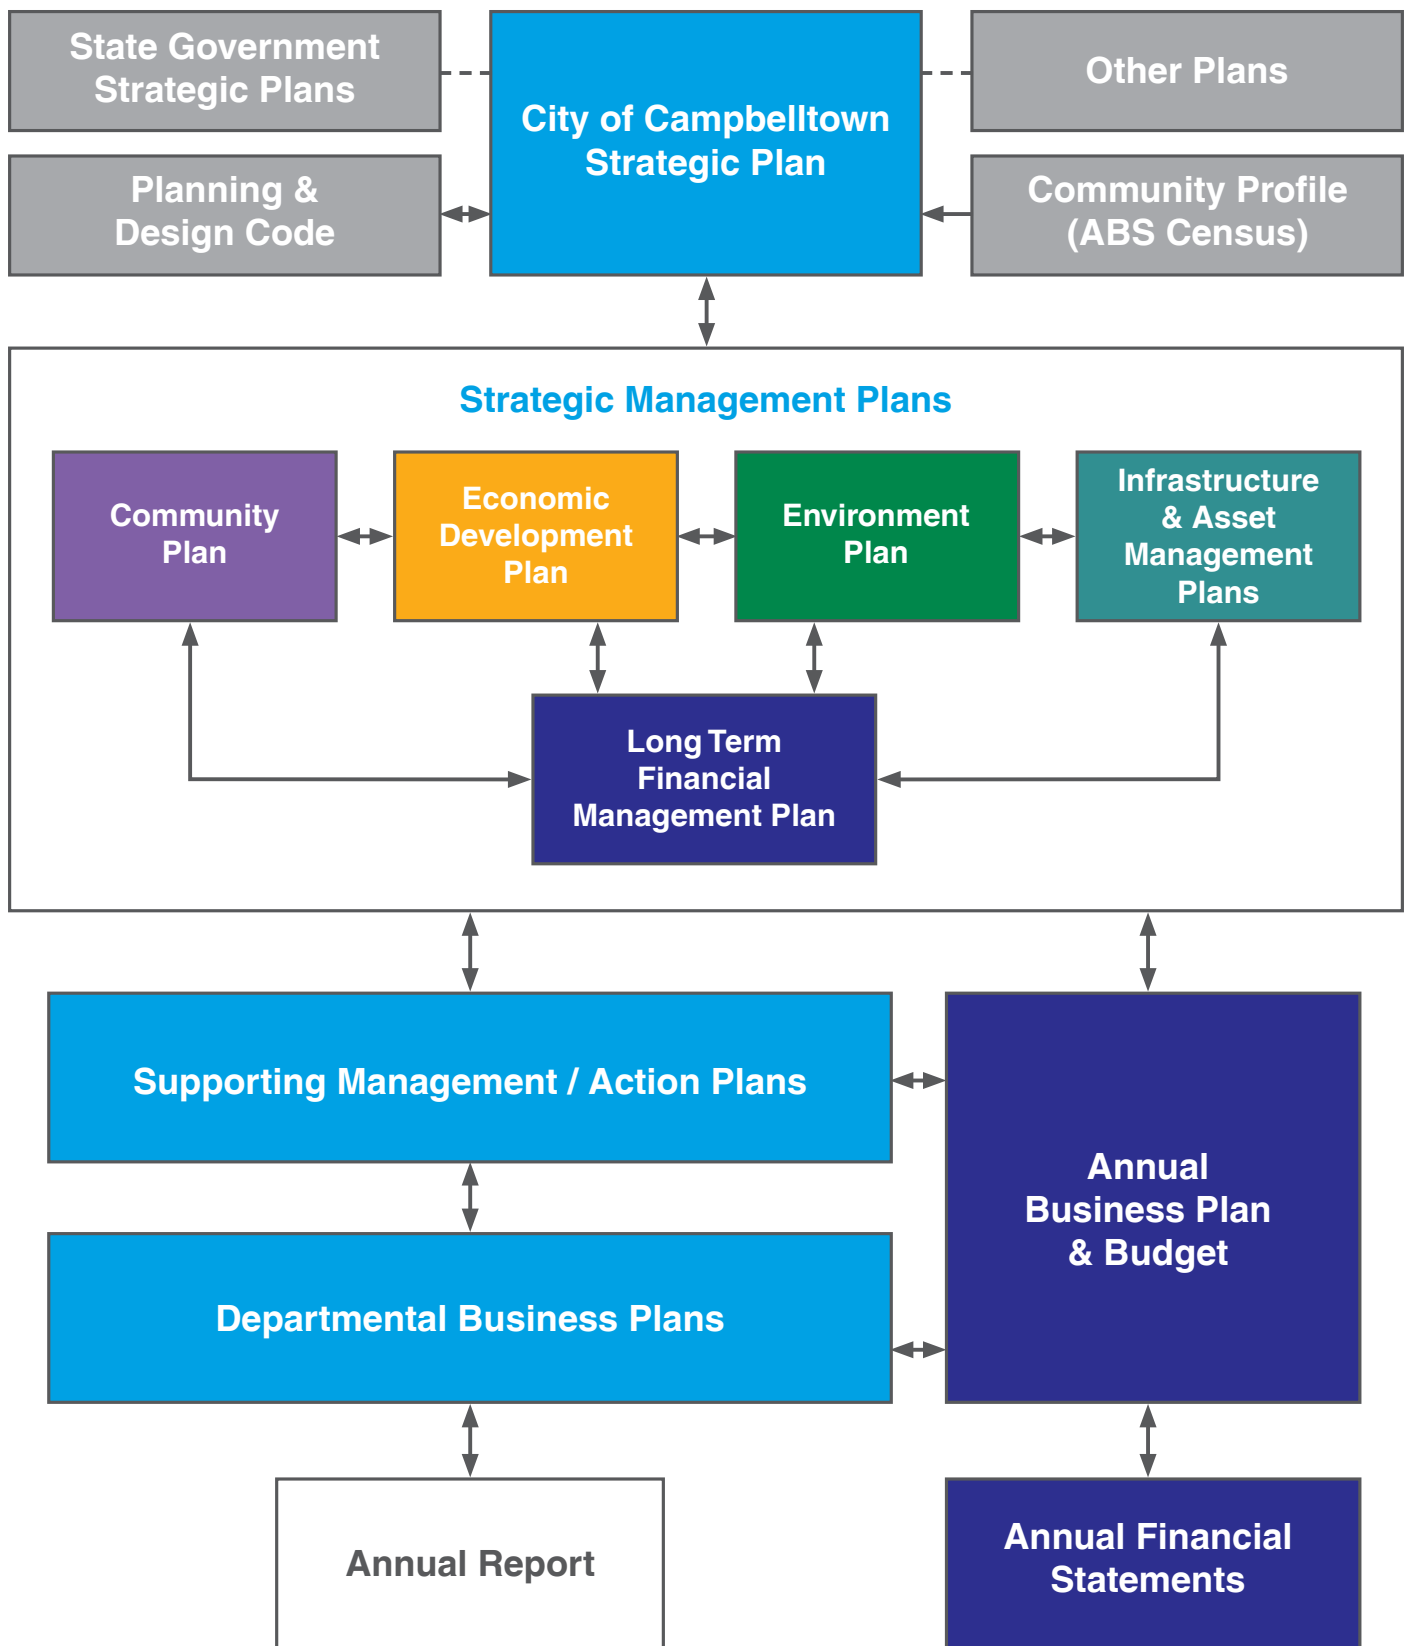 State Government
Strategic Plans
City of Campbelltown
Strategic Plan
Other Plans
Planning &
Design Code
Community Profile
(ABS Census)
Strategic Management Plans
Community
Plan
Economic
Development
Plan
Environment
Plan
Infrastructure
& Asset
Management
Plans
Long Term
Financial
Management Plan
Supporting Management / Action Plans
Annual
Business Plan
& Budget
Departmental Business Plans
Annual Report
Annual Financial
Statements